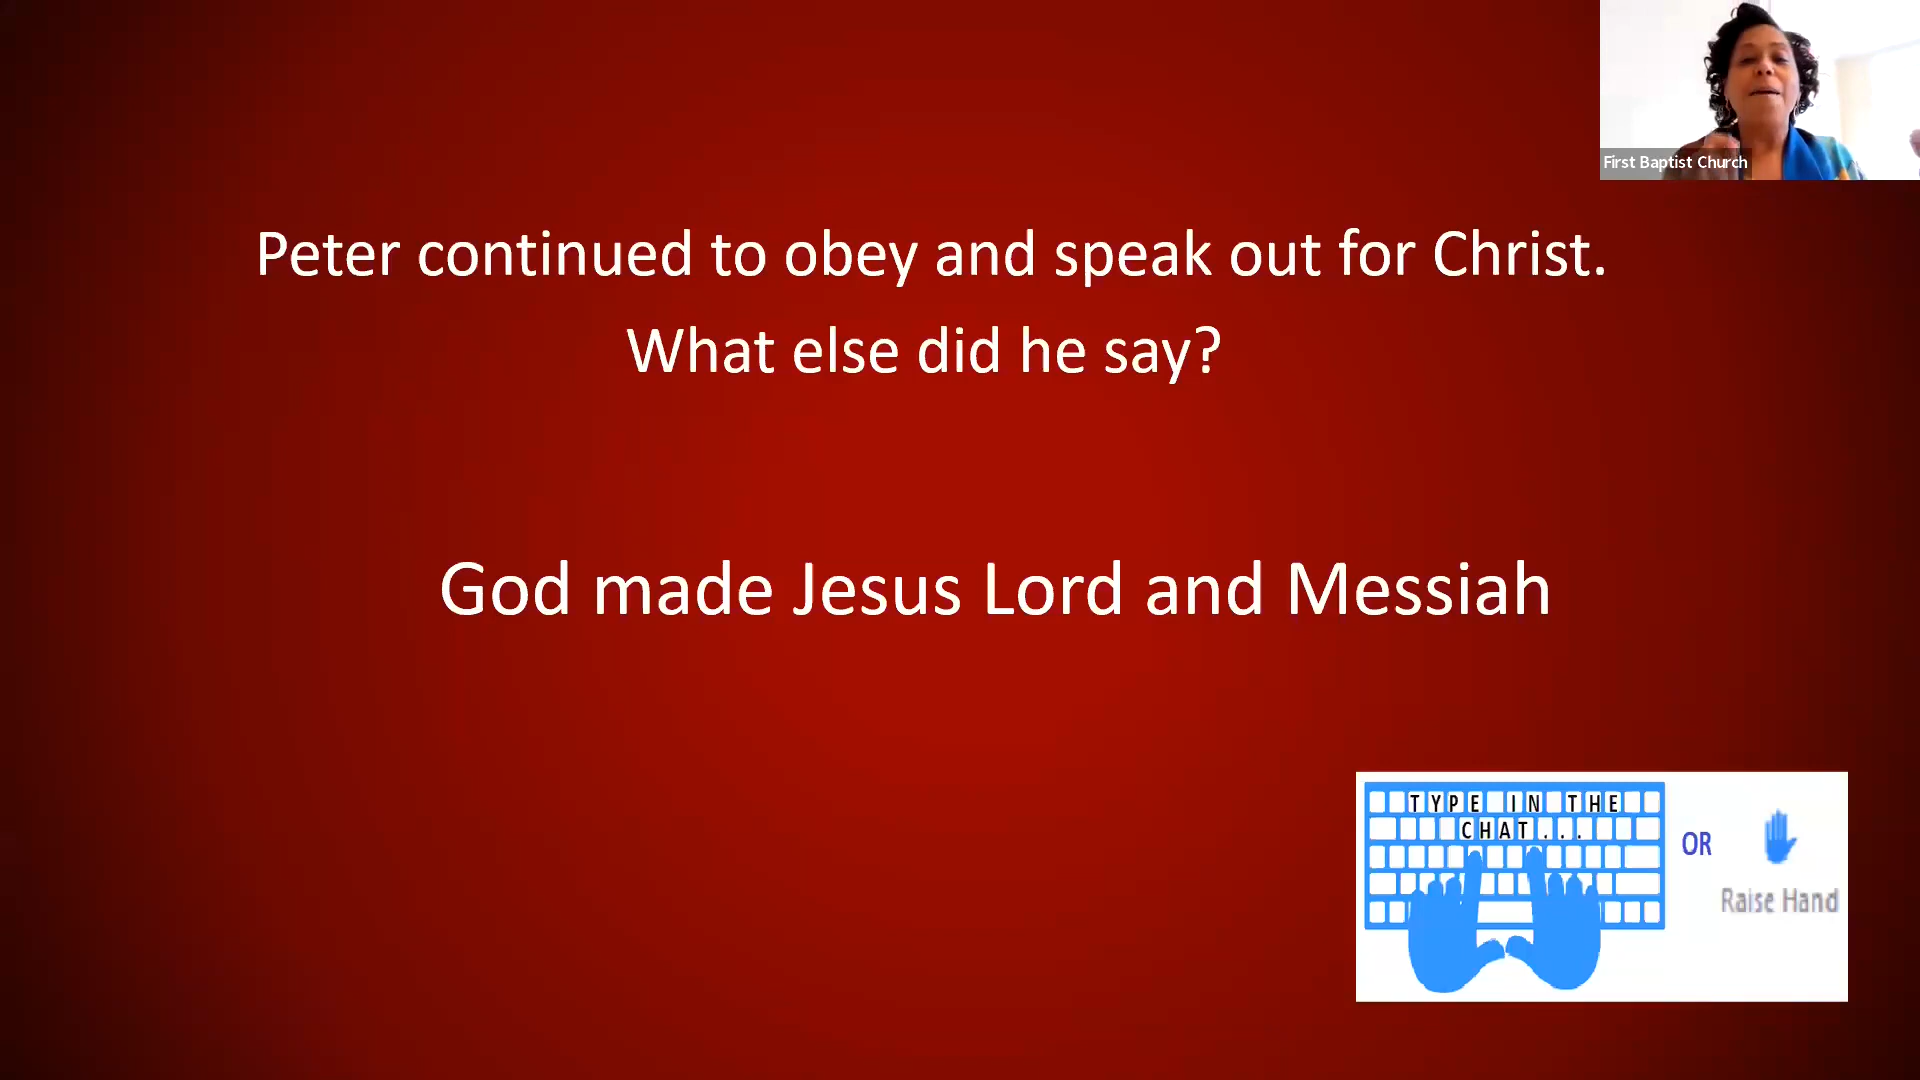 First Baptist Church
Peter continued to obey and speak out for Christ.
What else did he say?
God made Jesus Lord and Messiah
TYPE IN THE
CHAT...
OR
Raise Hand